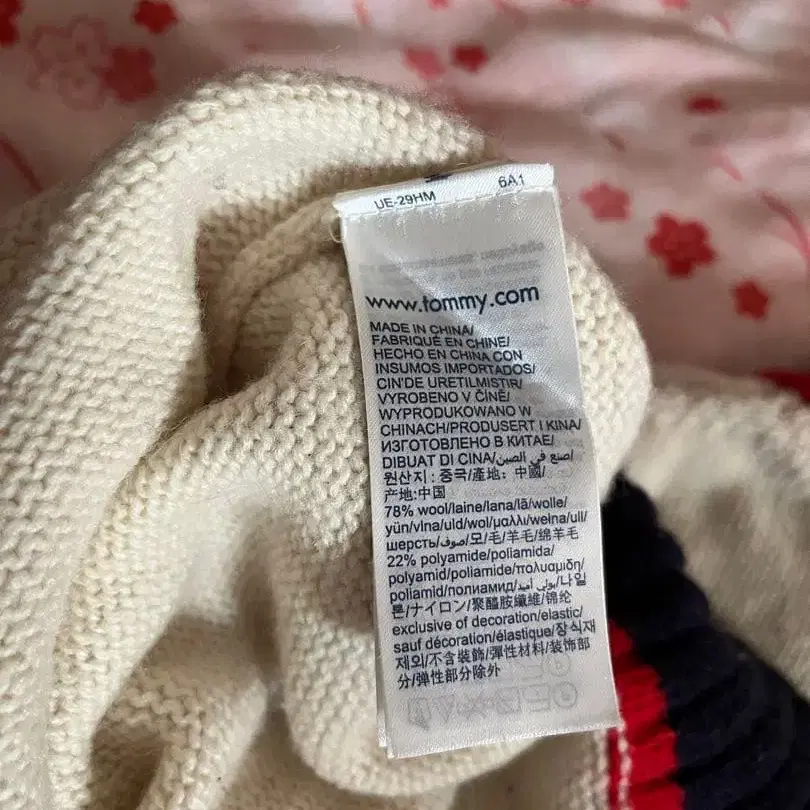 UE-29HM 6A1
www.tommy.com
MADE IN CHINA/
FABRIQUÉ EN CHINE/
HECHO EN CHINA CON
INSUMOS IMPORTADOS/
CIN'DE URETILMISTIR/
VYROBENO V ČÍNĚ/
WYPRODUKOWANO W
CHINACH/PRODUSERT I KINA/
ИЗГОТОВЛЕНО В КИТАЕ/
DIBUAT DI CINA/صنع في الصين/
원산지 : 중국/產地: 中國/
产地:中国
78% wool/laine/lana/lã/wolle/
yün/vlna/uld/wol/μαλλι/wełna/ull/
шерсть/صوف/모/毛/羊毛/绵羊毛
22% polyamide/poliamida/
polyamid/poliammide/πολυαμιδη/
poliamid/полиамид/بولي أميد/나일
론/ナイロン/聚醯胺纖維/锦纶
exclusive of decoration/elastic/
sauf décoration/élastique/장식재
제외/不含裝飾/彈性材料/装饰部
分/弹性部分除外